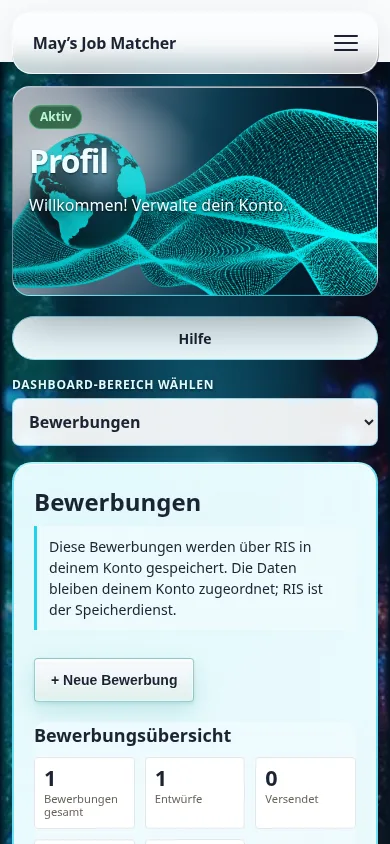 May’s Job Matcher
Aktiv
Profil
Willkommen! Verwalte dein Konto.
Hilfe
DASHBOARD-BEREICH WÄHLEN
Bewerbungen
Bewerbungen
Diese Bewerbungen werden über RIS in
deinem Konto gespeichert. Die Daten
bleiben deinem Konto zugeordnet; RIS ist
der Speicherdienst.
+ Neue Bewerbung
Bewerbungsübersicht
1
Bewerbungen
gesamt
1
Entwürfe
0
Versendet